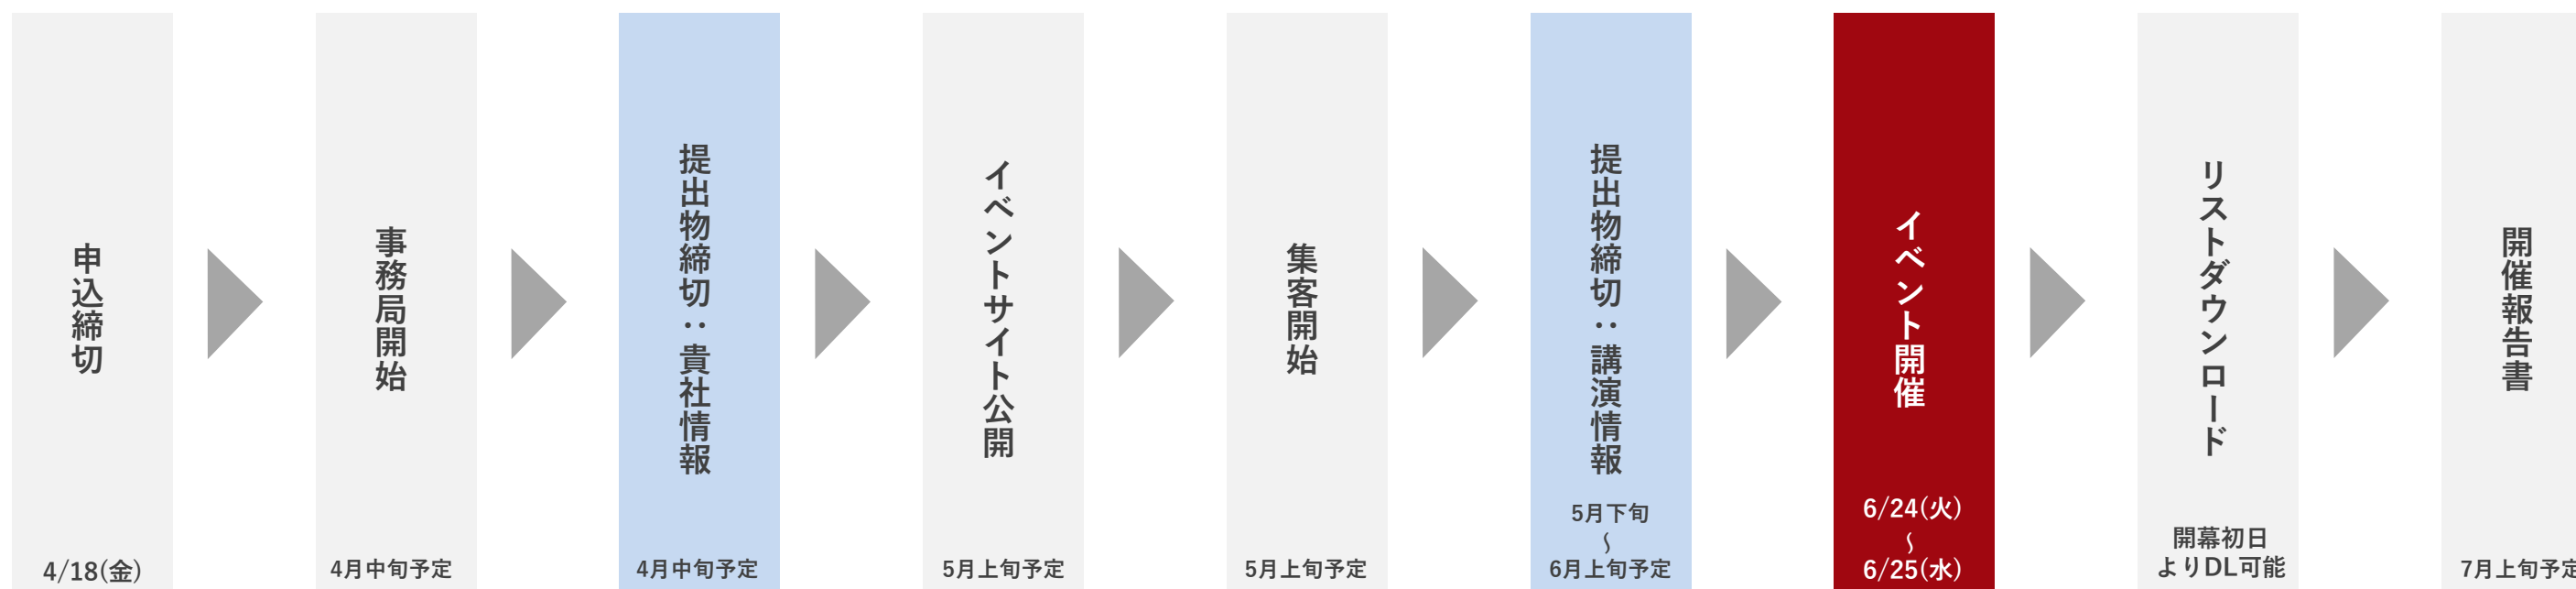 申込締切
4/18(金)
事務局開始
4月中旬予定
提出物締切：貴社情報
4月中旬予定
イベントサイト公開
5月上旬予定
集客開始
5月上旬予定
提出物締切：講演情報
5月下旬
～
6月上旬予定
イベント開催
6/24(火)
～
6/25(水)
リストダウンロード
開幕初日
よりDL可能
開催報告書
7月上旬予定